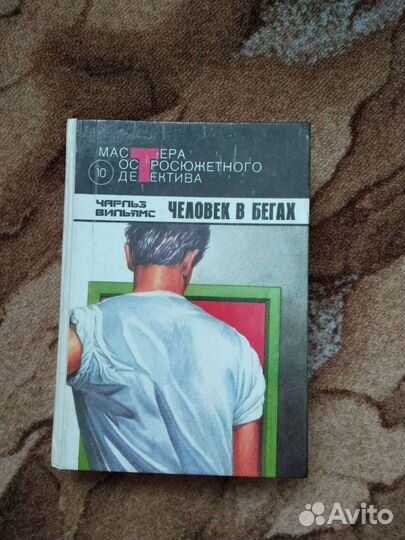 МАСТЕРА
ОСТРОСЮЖЕТНОГО
10 ДЕТЕКТИВА
ЧАРЛЬЗ
ВИЛЬЯМС
ЧЕЛОВЕК В БЕГАХ
Avito